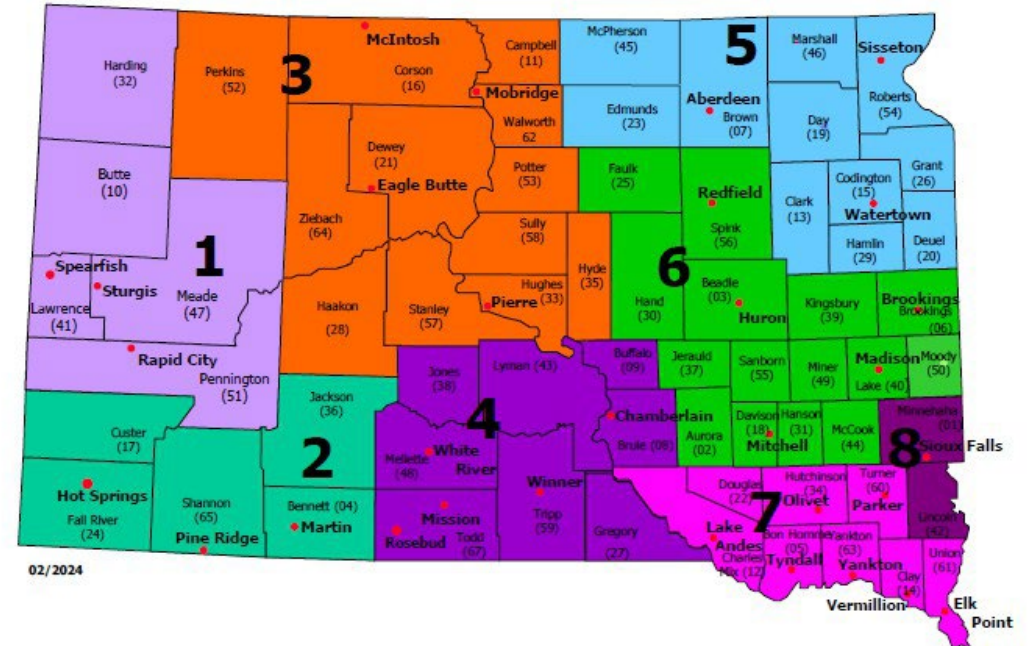 Harding
(32)
Perkins
(52)
3
McIntosh
Corson
(16)
Campbell
(11)
Mobridge
Walworth
62
McPherson
(45)
5
Marshall
(46)
Sisseton
Edmunds
(23)
Aberdeen
Brown
(07)
Day
(19)
Roberts
(54)
Butte
(10)
Dewey
(21)
Eagle Butte
Ziebach
(64)
Potter
(53)
Faulk
(25)
Redfield
Spink
(56)
Clark
(13)
Codington
(15)
Watertown
Grant
(26)
Hamlin
(29)
Deuel
(20)
1
Spearfish
Sturgis
Lawrence
(41)
Meade
(47)
Rapid City
Pennington
(51)
Haakon
(28)
Stanley
(57)
Sully
(58)
Hughes
(33)
Pierre
Hyde
(35)
6
Hand
(30)
Beadle
(03)
Huron
Kingsbury
(39)
Brookings
Brookings
(06)
Jones
(38)
Lyman (43)
Buffalo
(09)
Jerauld
(37)
Sanborn
(55)
Miner
(49)
Madison
Lake (40)
Moody
(50)
Custer
(17)
2
Jackson
(36)
4
Mellette
(48)
White
River
Chamberlain
Brule (08)
Aurora
(02)
Davison
(18)
Mitchell
Hanson
(31)
McCook
(44)
Minnehaha
(01)
8
Sioux Falls
Hot Springs
Fall River
(24)
Shannon
(65)
Pine Ridge
Bennett (04)
Martin
Mission
Rosebud
Todd
(67)
Winner
Tripp
(59)
Gregory
(27)
7
Douglas
(22)
Hutchinson
(34)
Olivet
Turner
(60)
Parker
Lincoln
(42)
Lake
Andes
Charles
Mix (12)
Bon Homme
(05)
Tyndall
Yankton
(63)
Yankton
Clay
(14)
Union
(61)
Vermillion
Elk
Point
02/2024